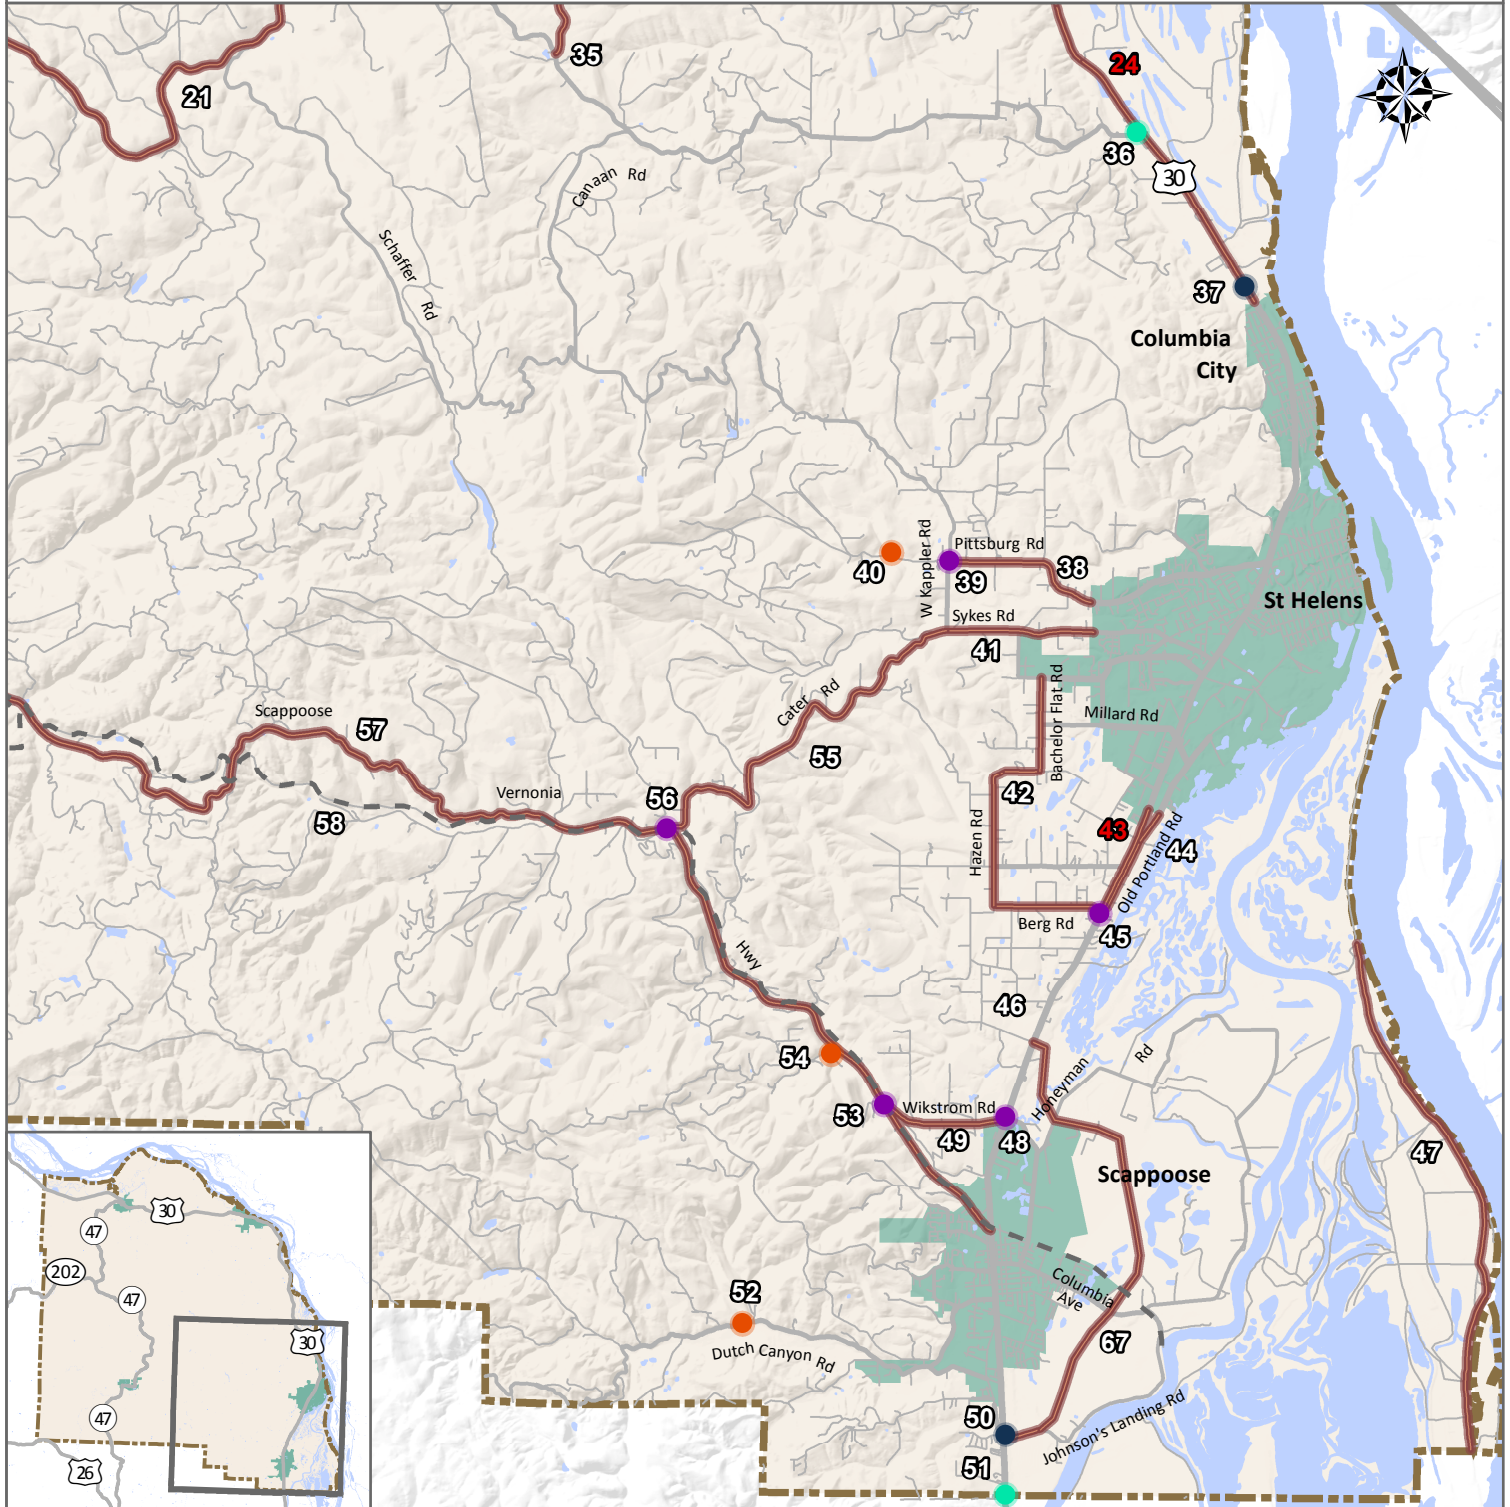 35
24
21
36
30
Canaan Rd
Schaffer Rd
37
Columbia
City
W Kappler Rd
Pittsburg Rd
40
39
38
St Helens
Sykes Rd
41
Cater Rd
Bachelor Flat Rd
Millard Rd
Scappoose
57
55
Vernonia
56
42
58
Hazen Rd
43
Old Portland Rd
44
Berg Rd
45
Hwy
46
54
Honeyman Rd
53
Wikstrom Rd
49
48
47
Scappoose
52
Dutch Canyon Rd
Columbia
Ave
67
50
Johnson's Landing Rd
51
30
47
202
47
30
47
26